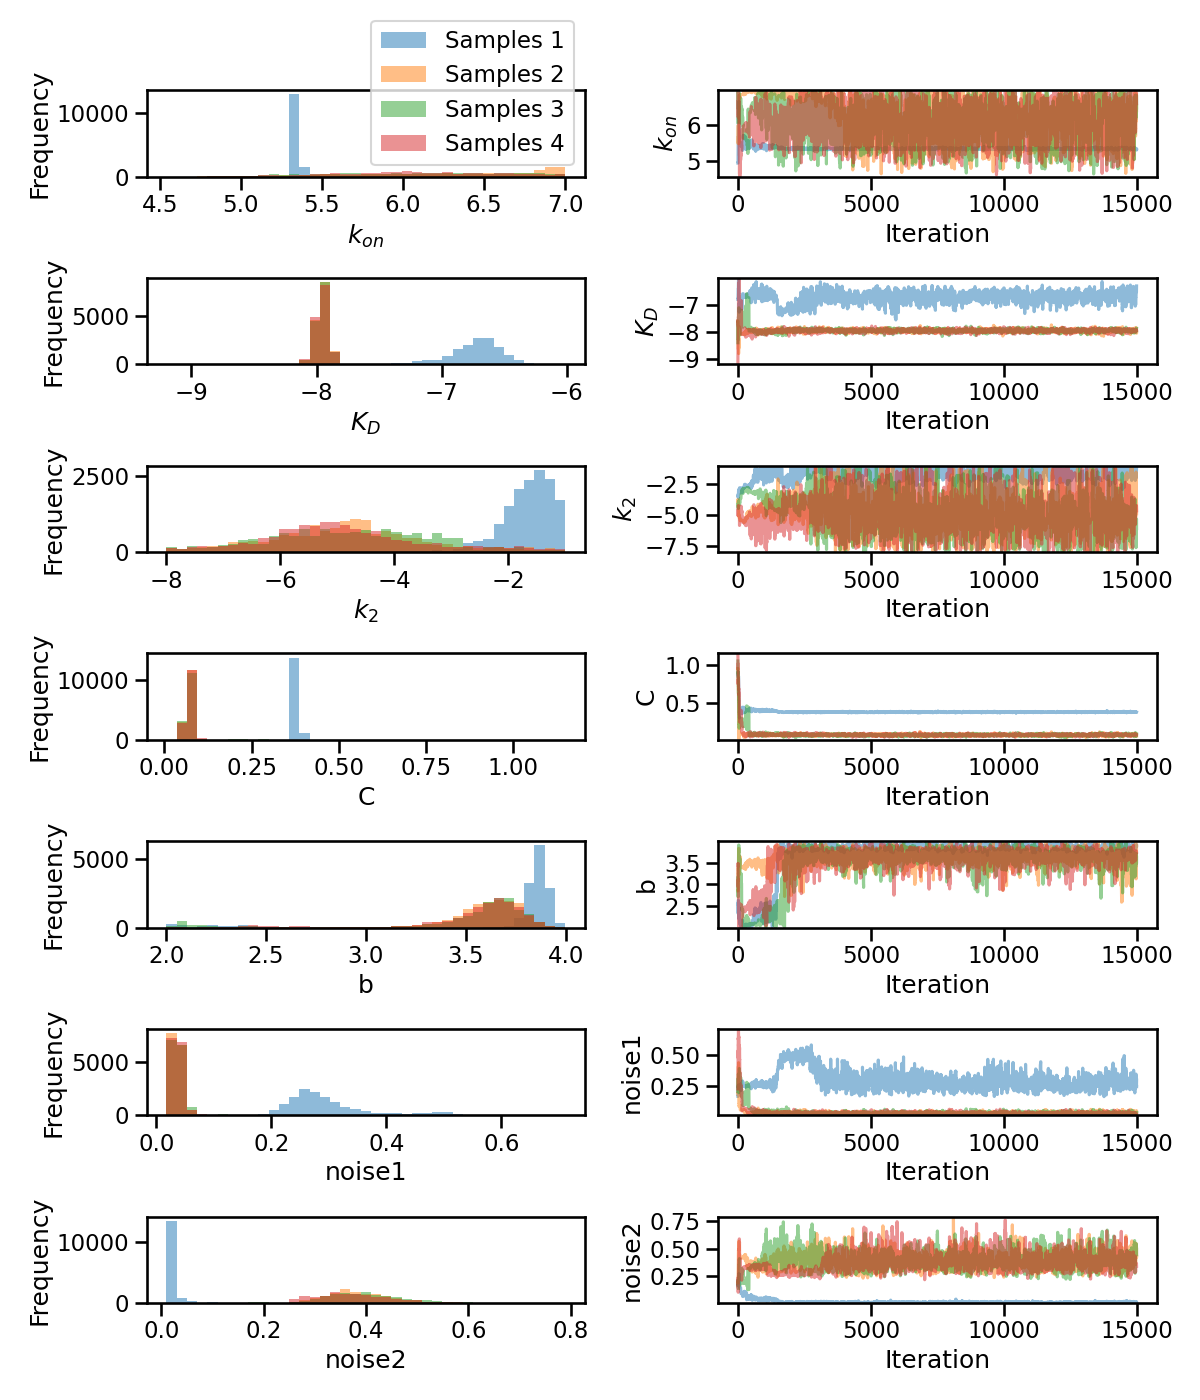 Samples 1
Samples 2
Samples 3
Samples 4
Frequency
10000
0
4.5 5.0 5.5 6.0 6.5 7.0
k_on
k_on
6
5
0 5000 10000 15000
Iteration
Frequency
5000
0
−9 −8 −7 −6
K_D
K_D
−7
−8
−9
0 5000 10000 15000
Iteration
Frequency
2500
0
−8 −6 −4 −2
k_2
k_2
−2.5
−5.0
−7.5
0 5000 10000 15000
Iteration
Frequency
10000
0
0.00 0.25 0.50 0.75 1.00
C
C
1.0
0.5
0 5000 10000 15000
Iteration
Frequency
5000
0
2.0 2.5 3.0 3.5 4.0
b
b
3.5
3.0
2.5
0 5000 10000 15000
Iteration
Frequency
5000
0
0.0 0.2 0.4 0.6
noise1
noise1
0.50
0.25
0 5000 10000 15000
Iteration
Frequency
10000
0
0.0 0.2 0.4 0.6 0.8
noise2
noise2
0.75
0.50
0.25
0 5000 10000 15000
Iteration